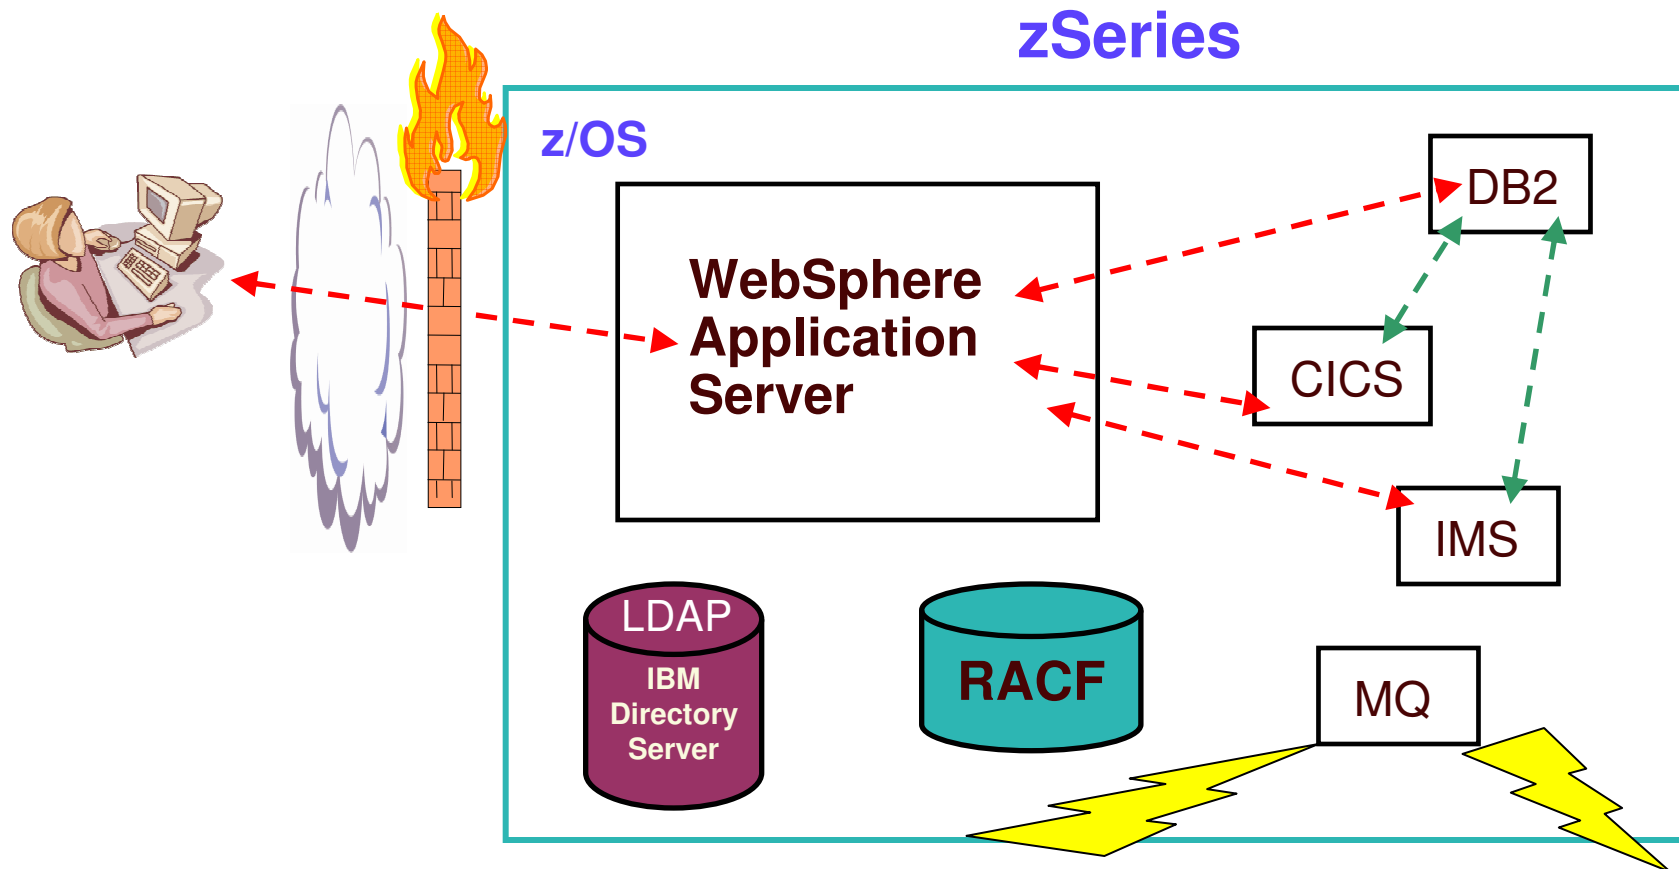 zSeries
z/OS
WebSphere
Application
Server
DB2
CICS
IMS
LDAP
IBM
Directory
Server
RACF
MQ